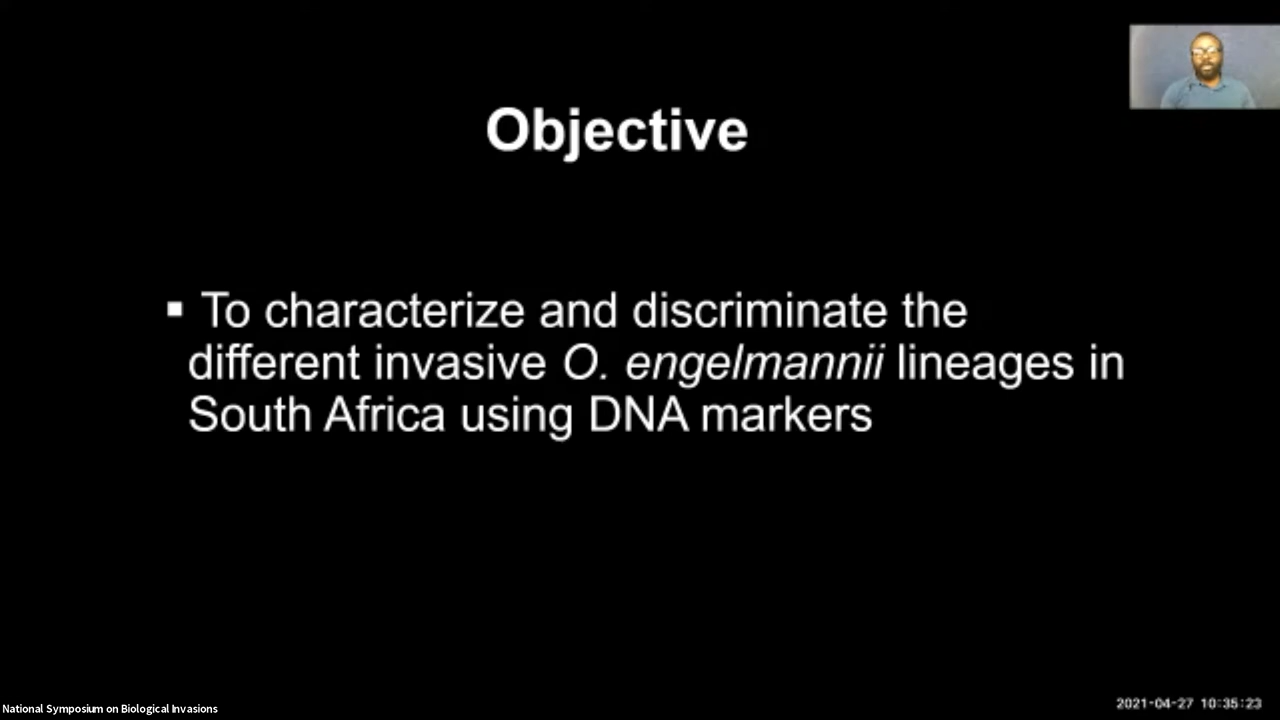 Objective
▪ To characterize and discriminate the
different invasive O. engelmannii lineages in
South Africa using DNA markers
National Symposium on Biological Invasions
2021-04-27 10:35:23